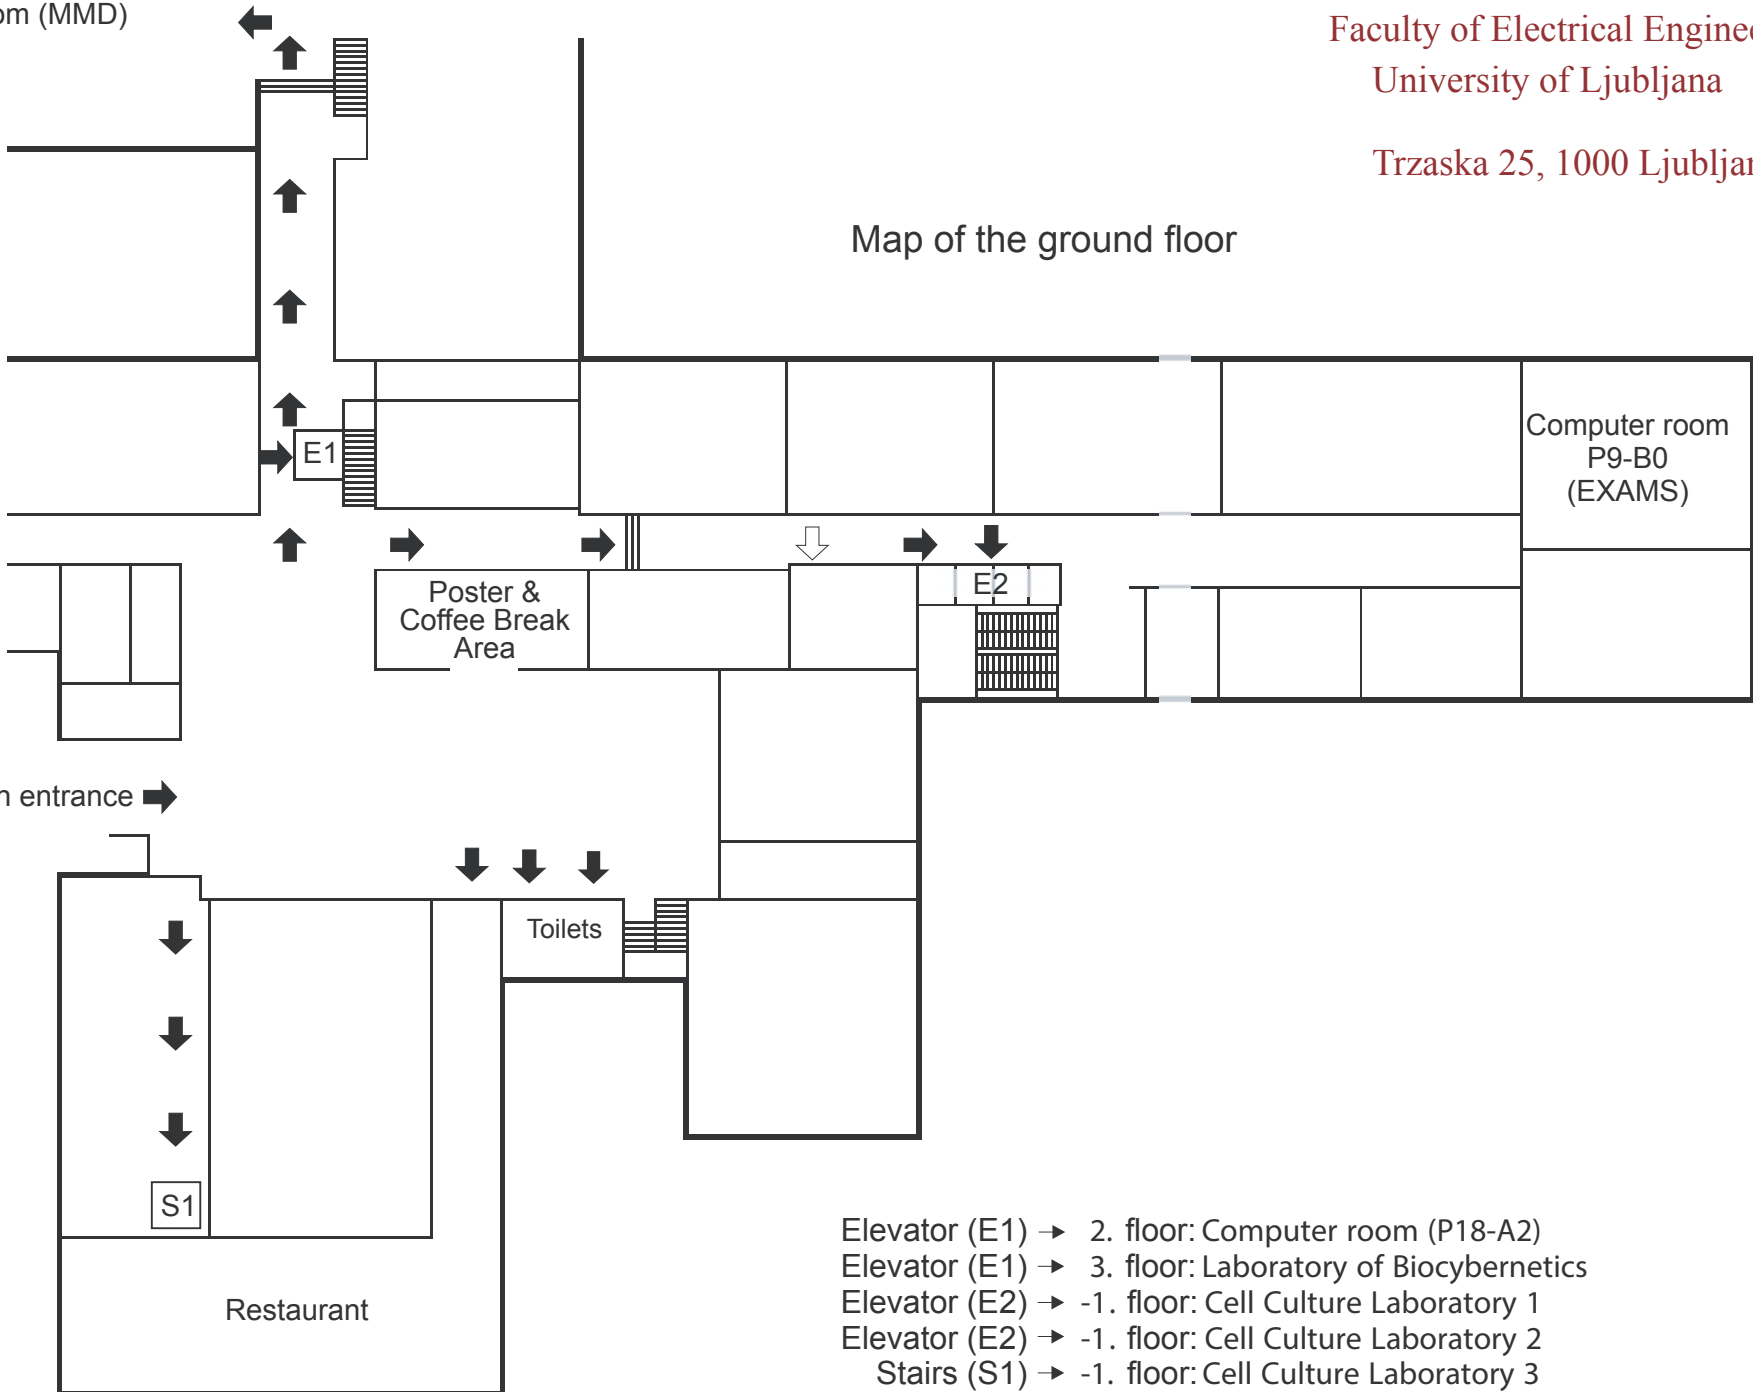 (MMD)
Faculty of Electrical
University of Ljubljana
Trzaska 25, 1000
Map of the ground floor
E1
Computer room
P9-B0
(EXAMS)
E2
Poster &
Coffee Break
Area
entrance
Toilets
S1
Restaurant
Elevator (E1) → 2. floor: Computer room (P18-A2)
Elevator (E1) → 3. floor: Laboratory of Biocybernetics
Elevator (E2) → -1. floor: Cell Culture Laboratory 1
Elevator (E2) → -1. floor: Cell Culture Laboratory 2
Stairs (S1) → -1. floor: Cell Culture Laboratory 3